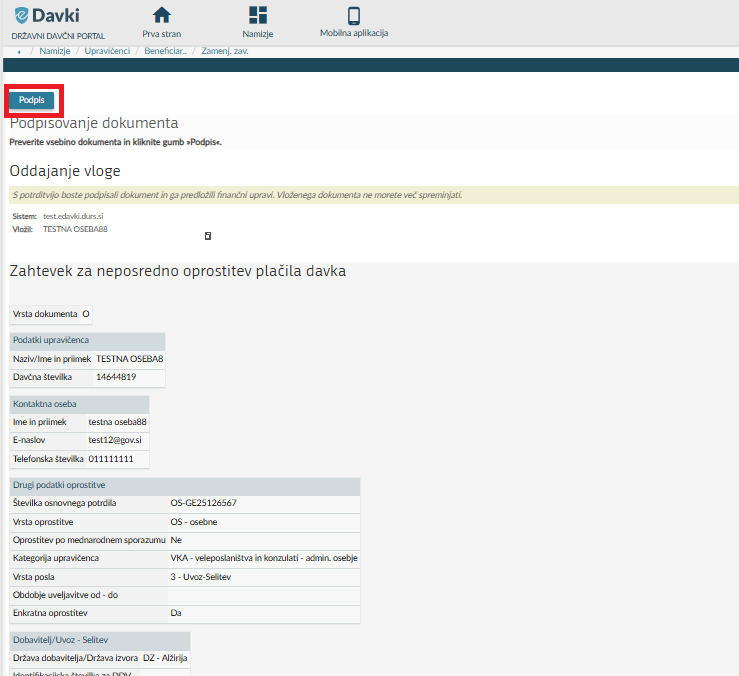 eDavki
DRŽAVNI DAVČNI PORTAL
Prva stran
Namizje
Mobilna aplikacija
Namizje / Upravičenci / Beneficiar.. / Zamenj. zav.
Podpis
Podpisovanje dokumenta
Preverite vsebino dokumenta in kliknite gumb »Podpis«.
Oddajanje vloge
S potrditvijo boste podpisali dokument in ga predložili finančni upravi. Vloženega dokumenta ne morete več spreminjati.
Sistem: test.edavki.durs.si
Vložil: TESTNA OSEBA88
Zahtevek za neposredno oprostitev plačila davka
Vrsta dokumenta O
Podatki upravičenca
Naziv/Ime in priimek TESTNA OSEBA8
Davčna številka 14644819
Kontaktna oseba
Ime in priimek testna oseba88
E-naslov test12@gov.si
Telefonska številka 011111111
Drugi podatki oprostitve
Številka osnovnega potrdila OS-GE25126567
Vrsta oprostitve OS - osebne
Oprostitev po mednarodnem sporazumu Ne
Kategorija upravičenca VKA - veleposlaništva in konzulati - admin. osebje
Vrsta posla 3 - Uvoz-Selitev
Obdobje uveljavitve od - do
Enkratna oprostitev Da
Dobavitelj/Uvoz - Selitev
Država dobavitelja/Država izvora DZ - Alžirija
Identifikacijska številka za DDV